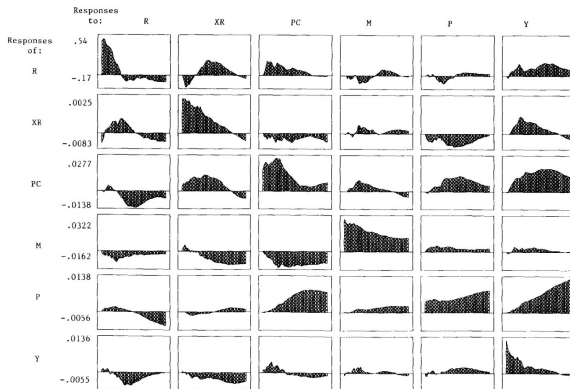 Responses
to: R XR PC M P Y
Responses
of:
.54
R
-.17
.0025
XR
-.0083
.0277
PC
-.0138
.0322
M
-.0162
.0138
P
-.0056
.0136
Y
-.0055